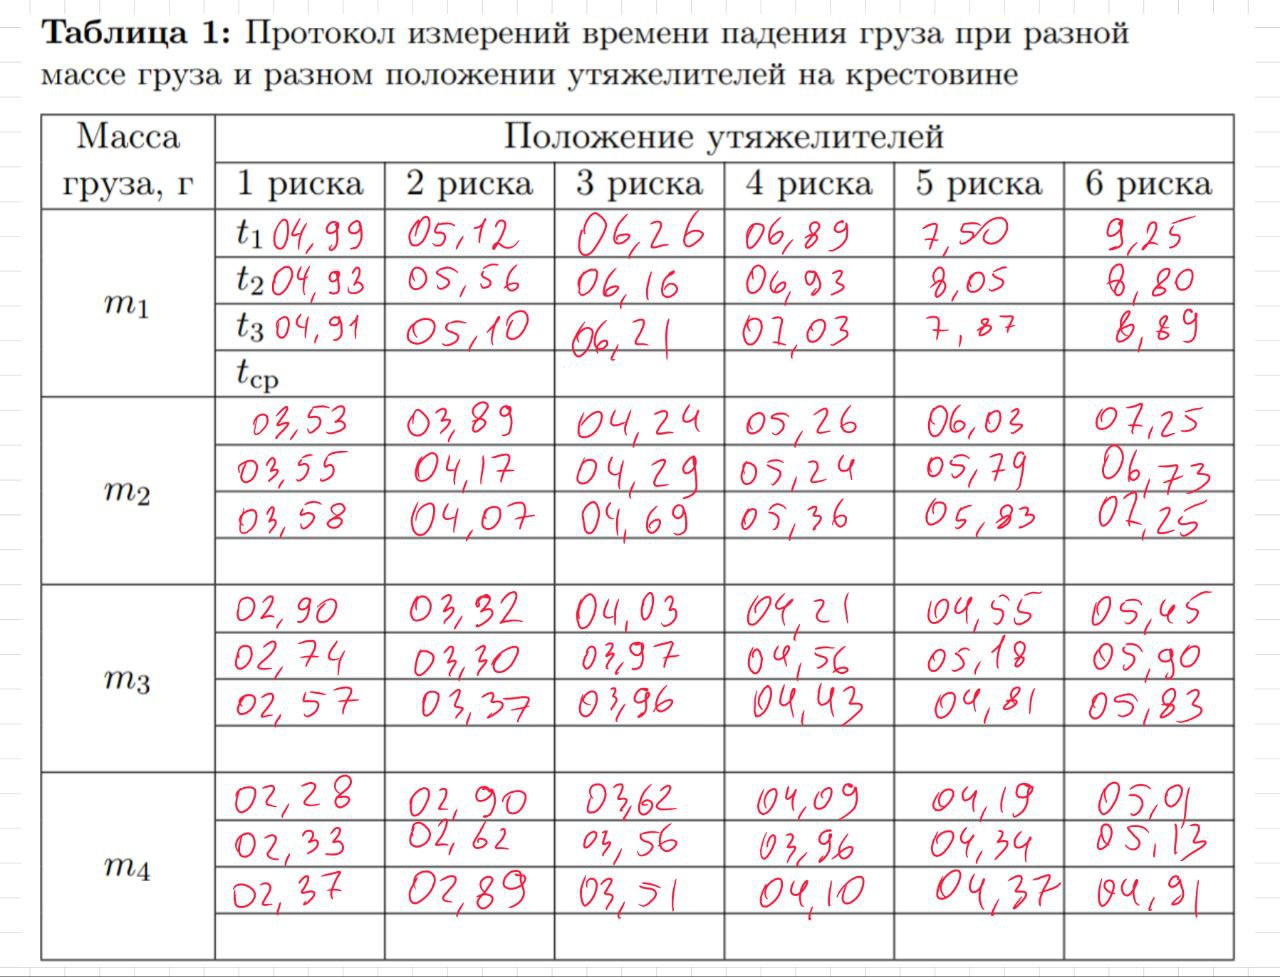 Таблица 1: Протокол измерений времени падения груза при разной
массе груза и разном положении утяжелителей на крестовине
Масса груза, г Положение утяжелителей
1 риска 2 риска 3 риска 4 риска 5 риска 6 риска
m1
t1 04,99 05,12 06,26 06,89 7,50 9,25
t2 04,93 05,56 06,16 06,93 8,05 8,80
t3 04,91 05,10 06,21 07,03 7,87 8,89
tср
m2
03,53 03,89 04,24 05,26 06,03 07,25
03,55 04,17 04,29 05,24 05,79 06,73
03,58 04,07 04,69 05,36 05,83 07,25
m3
02,90 03,32 04,03 04,21 04,55 05,45
02,74 03,30 03,97 04,56 05,18 05,90
02,57 03,37 03,96 04,43 04,81 05,83
m4
02,28 02,90 03,62 04,09 04,19 05,01
02,33 02,62 03,56 03,96 04,34 05,13
02,37 02,89 03,51 04,10 04,37 04,91